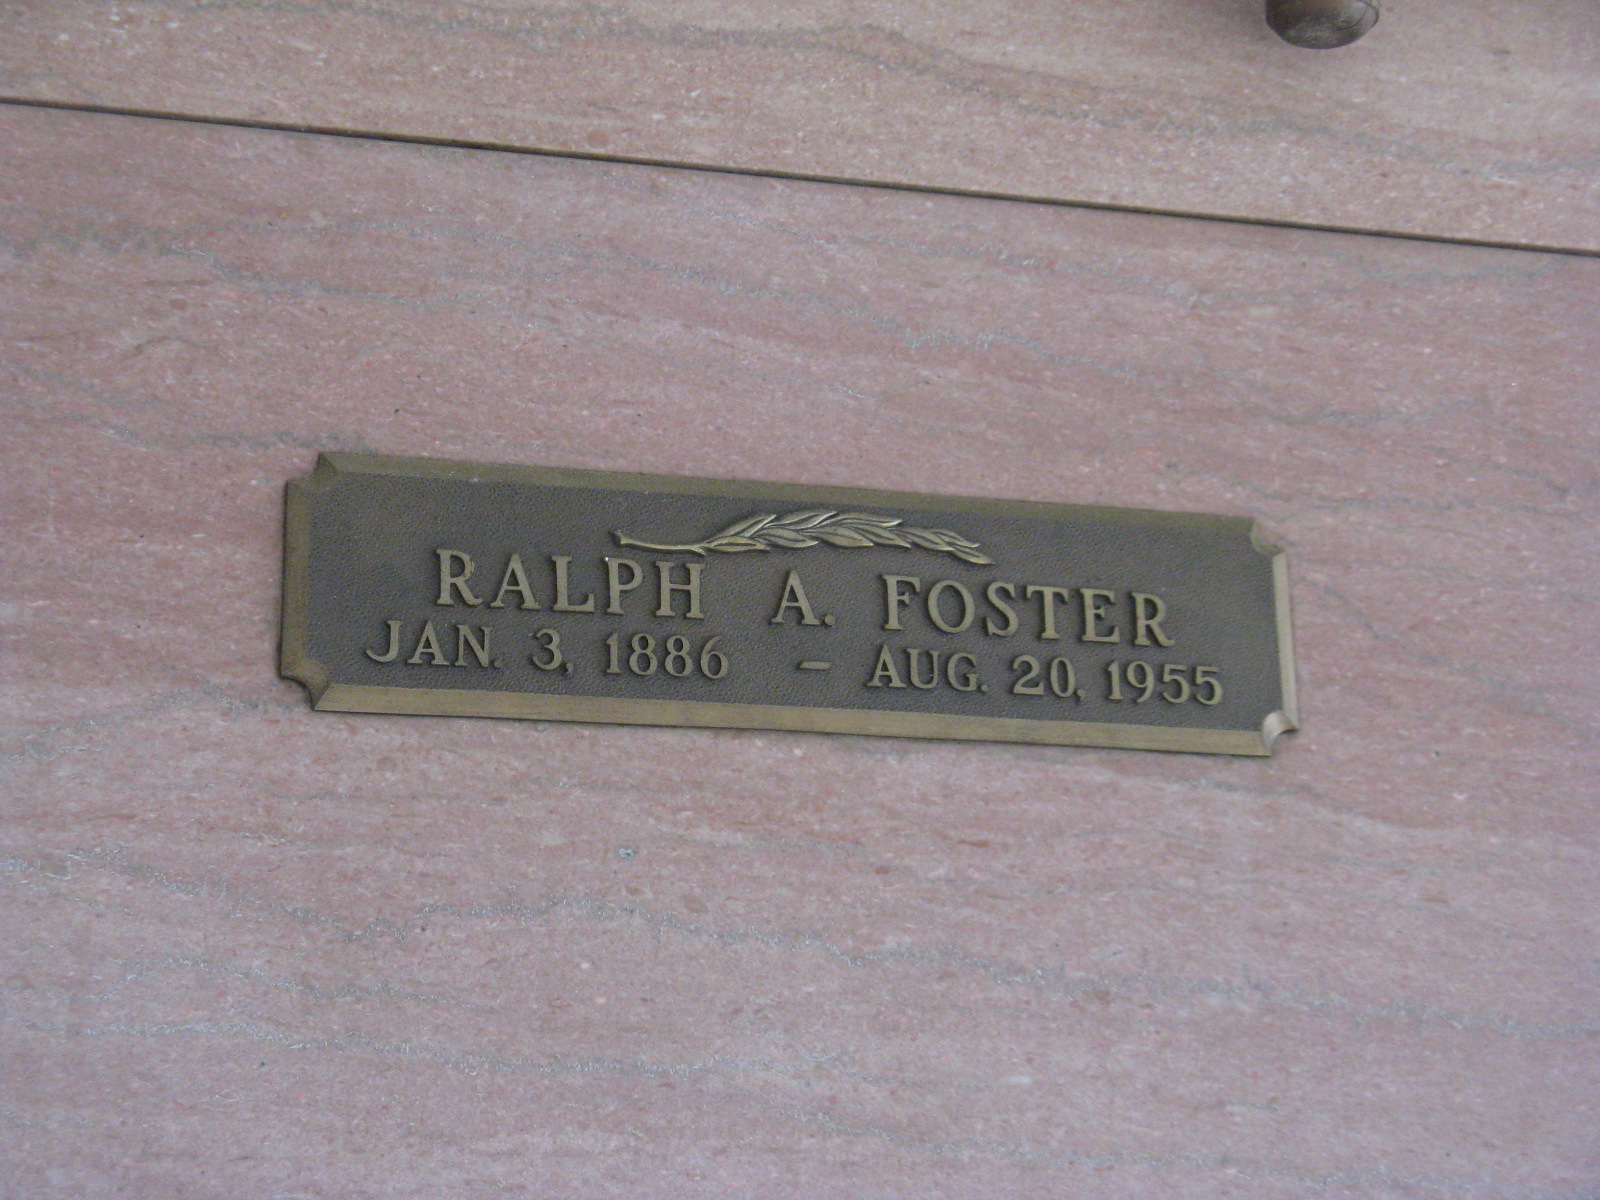 RALPH A. FOSTER
JAN. 3, 1886 – AUG. 20, 1955